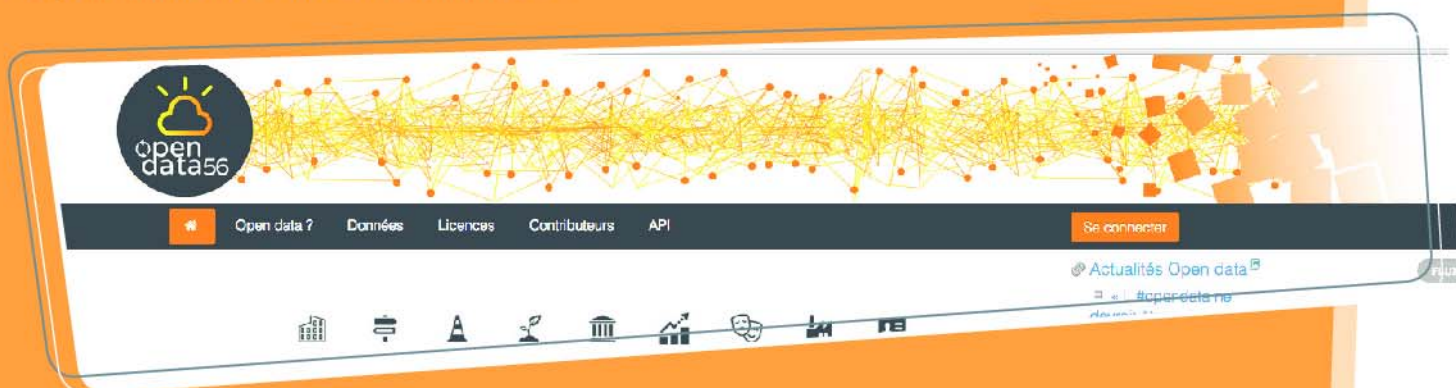 open
data56
Open data ? Données Licences Contributeurs API
Se connecter
Actualités Open data